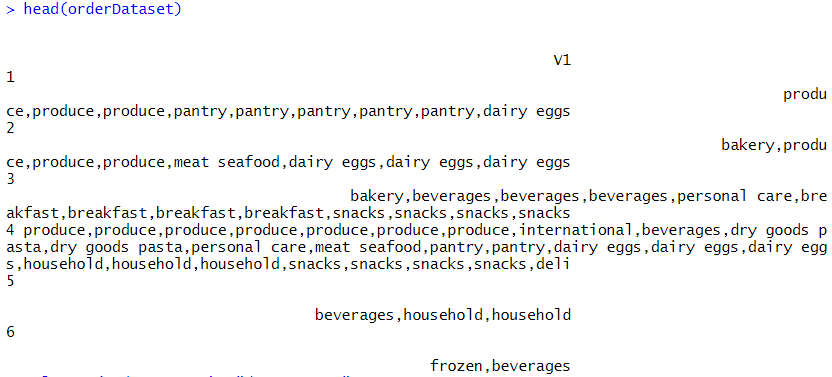 > head(orderDataset)
V1
1
produ
ce,produce,produce,pantry,pantry,pantry,pantry,pantry,dairy eggs
2
bakery,produ
ce,produce,produce,meat seafood,dairy eggs,dairy eggs,dairy eggs
3
bakery,beverages,beverages,beverages,personal care,bre
akfast,breakfast,breakfast,breakfast,snacks,snacks,snacks,snacks
4 produce,produce,produce,produce,produce,produce,produce,international,beverages,dry goods p
asta,dry goods pasta,personal care,meat seafood,pantry,pantry,dairy eggs,dairy eggs,dairy egg
s,household,household,household,snacks,snacks,snacks,snacks,deli
5
beverages,household,household
6
frozen,beverages